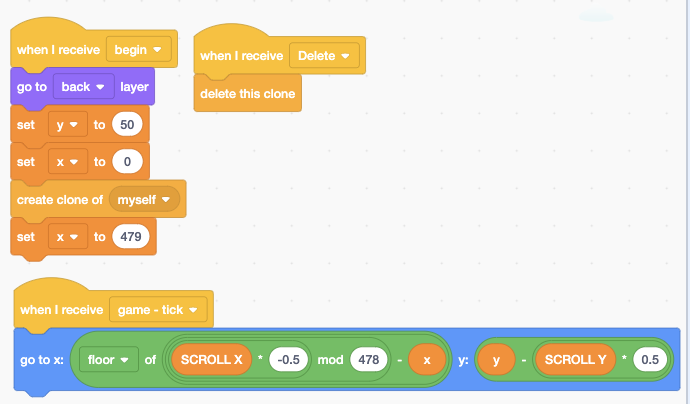 when I receive begin
go to back layer
set y to 50
set x to 0
create clone of myself
set x to 479
when I receive Delete
delete this clone
when I receive game - tick
go to x: floor of SCROLL X * -0.5 mod 478 - x y: y - SCROLL Y * 0.5